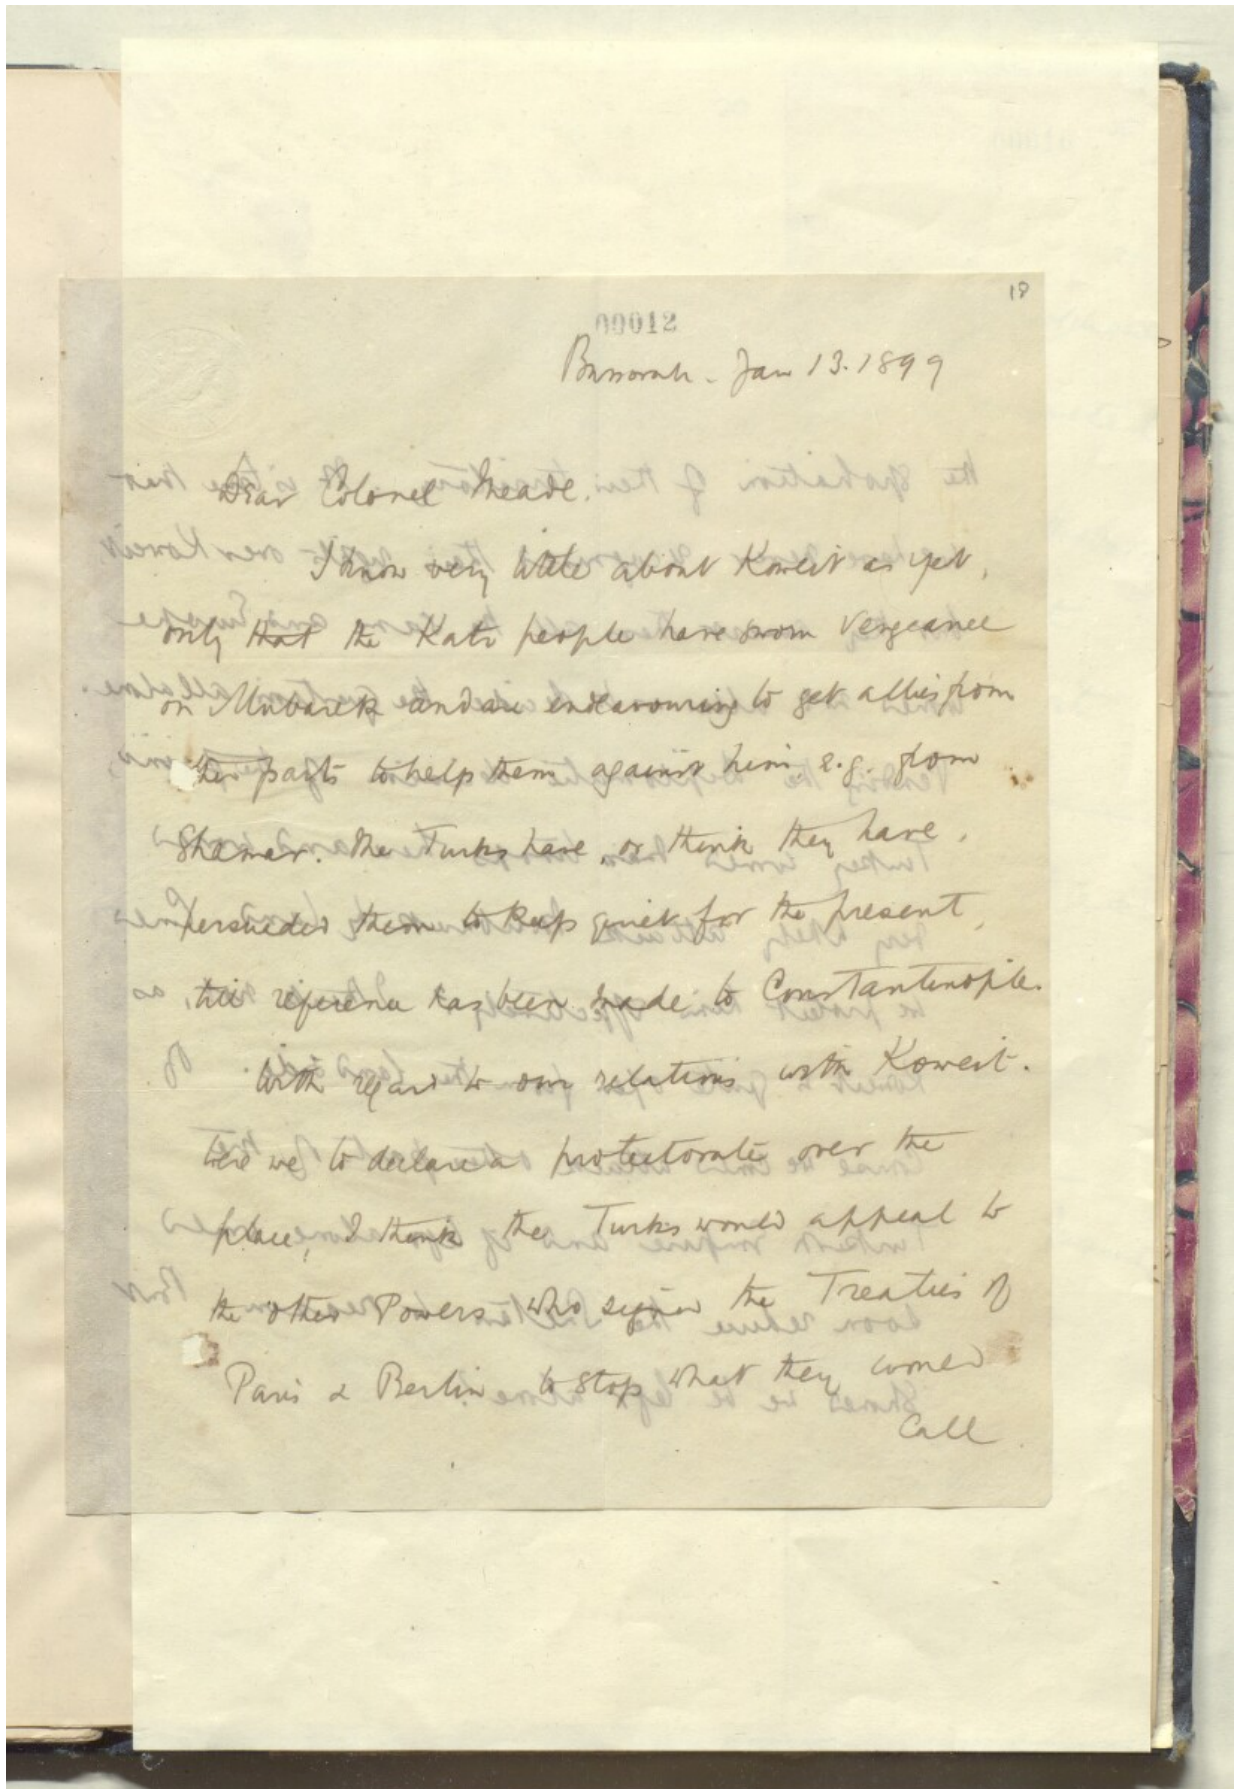 18
00012
Bussorah - Jan 13. 1899
Dear Colonel Meade.
I know very little about Koweit as yet,
only that the Katr people have sworn vengeance
on Mubarek and are endeavouring to get allies from
other parts to help them against him e.g. from
Shamar. The Turks have, or think they have,
persuaded them to keep quiet for the present,
till reference has been made to Constantinople.
With regard to our relations with Koweit.
Were we to declare a protectorate over the
place, I think the Turks would appeal to
the other Powers who signed the Treaties of
Paris & Berlin to stop what they would
Call